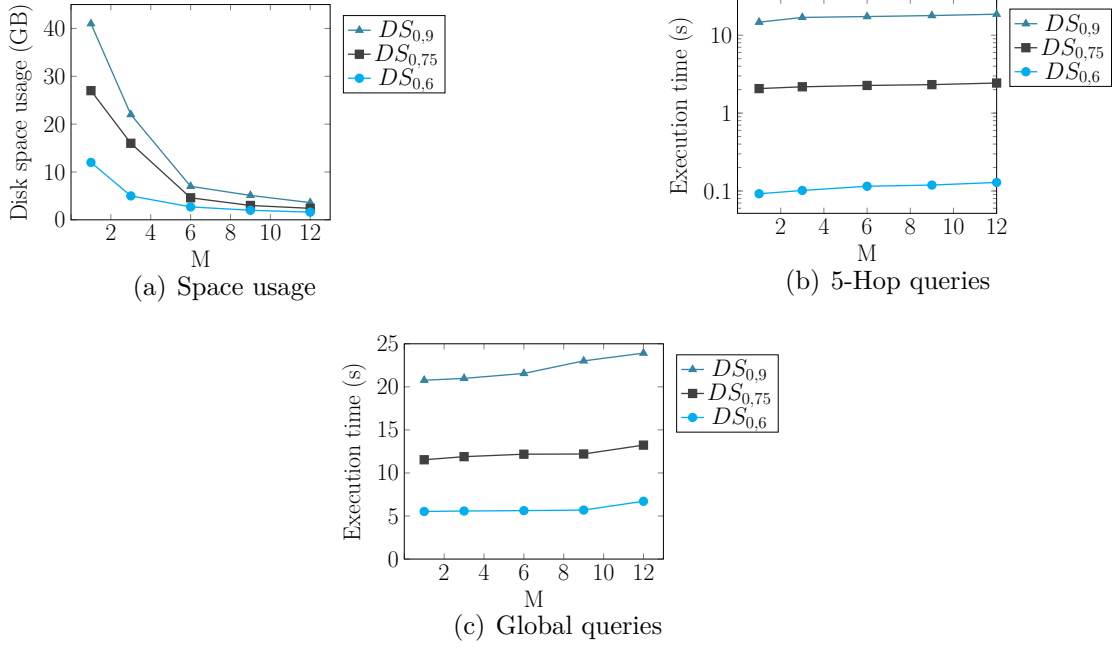 Disk space usage (GB)
40
30
20
10
0
2 4 6 8 10 12
M
DS0,9
DS0,75
DS0,6
(a) Space usage
Execution time (s)
10
1
0.1
2 4 6 8 10 12
M
DS0,9
DS0,75
DS0,6
(b) 5-Hop queries
Execution time (s)
25
20
15
10
5
0
2 4 6 8 10 12
M
DS0,9
DS0,75
DS0,6
(c) Global queries